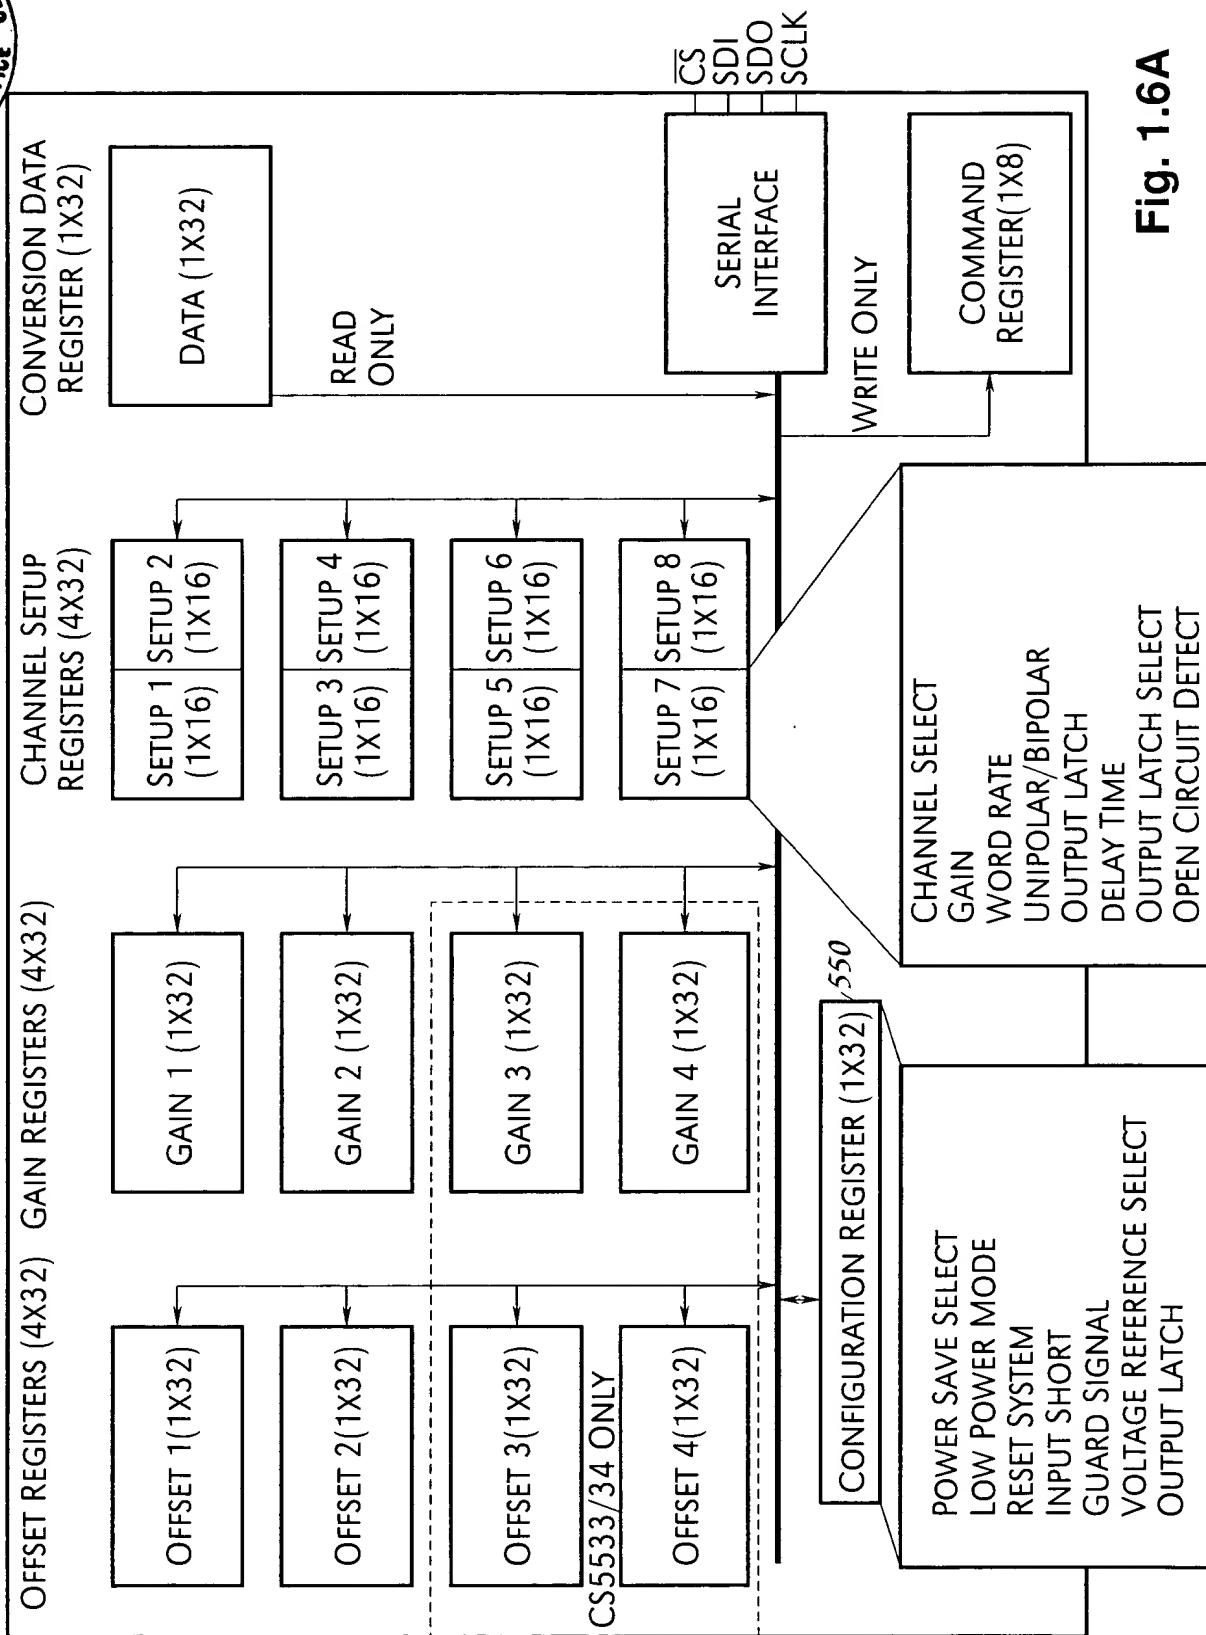 OFFSET REGISTERS (4X32)
GAIN REGISTERS (4X32)
CHANNEL SETUP
REGISTERS (4X32)
CONVERSION DATA
REGISTER (1X32)
OFFSET 1(1X32)
GAIN 1 (1X32)
SETUP 1
(1X16)
SETUP 2
(1X16)
DATA (1X32)
OFFSET 2(1X32)
GAIN 2 (1X32)
SETUP 3
(1X16)
SETUP 4
(1X16)
READ
ONLY
OFFSET 3(1X32)
GAIN 3 (1X32)
SETUP 5
(1X16)
SETUP 6
(1X16)
CS5533/34 ONLY
OFFSET 4(1X32)
GAIN 4 (1X32)
SETUP 7
(1X16)
SETUP 8
(1X16)
SERIAL
INTERFACE
CS
SDI
SDO
SCLK
WRITE ONLY
CONFIGURATION REGISTER (1X32)
550
COMMAND
REGISTER(1X8)
POWER SAVE SELECT
LOW POWER MODE
RESET SYSTEM
INPUT SHORT
GUARD SIGNAL
VOLTAGE REFERENCE SELECT
OUTPUT LATCH
CHANNEL SELECT
GAIN
WORD RATE
UNIPOLAR/BIPOLAR
OUTPUT LATCH
DELAY TIME
OUTPUT LATCH SELECT
OPEN CIRCUIT DETECT
Fig. 1.6A